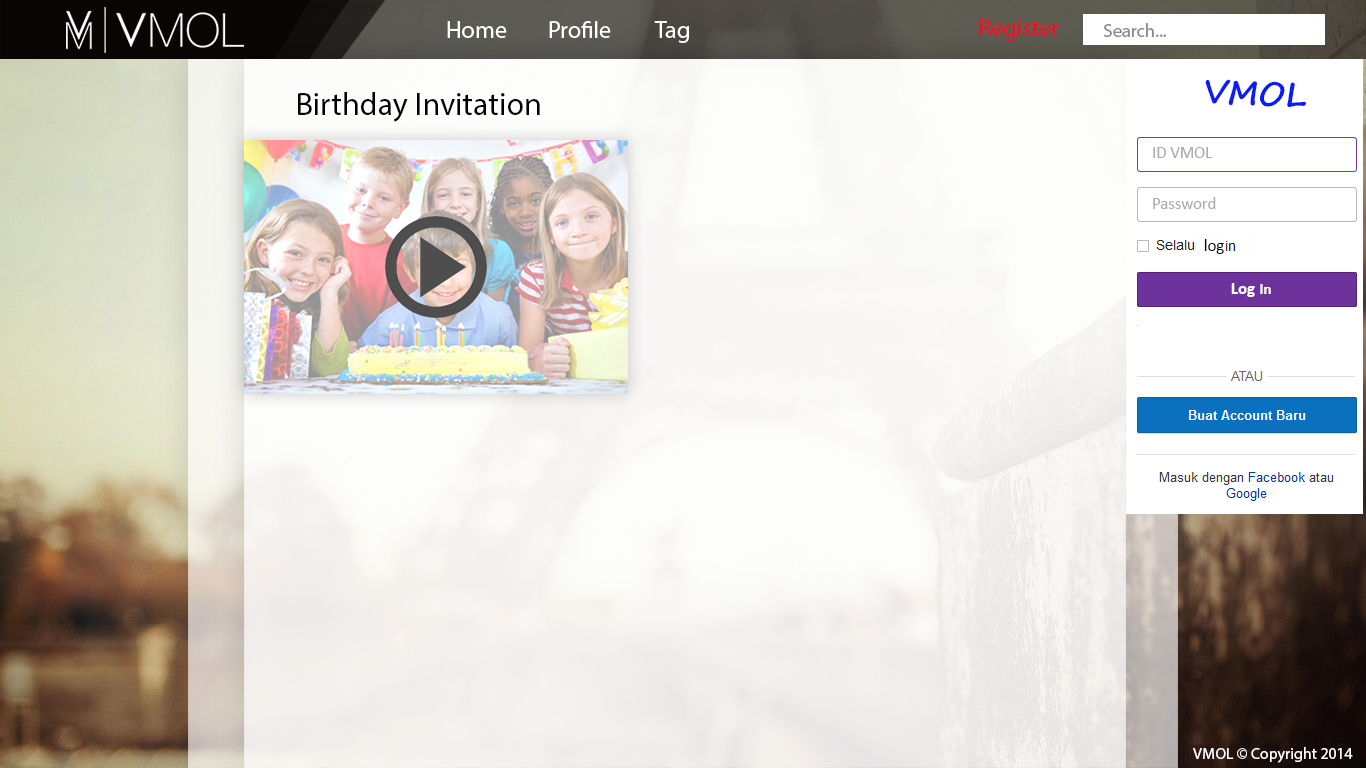 VMOL
Home Profile Tag
Register
Search...
Birthday Invitation
VMOL
ID VMOL
Password
Selalu login
Log In
ATAU
Buat Account Baru
Masuk dengan Facebook atau
Google
VMOL © Copyright 2014